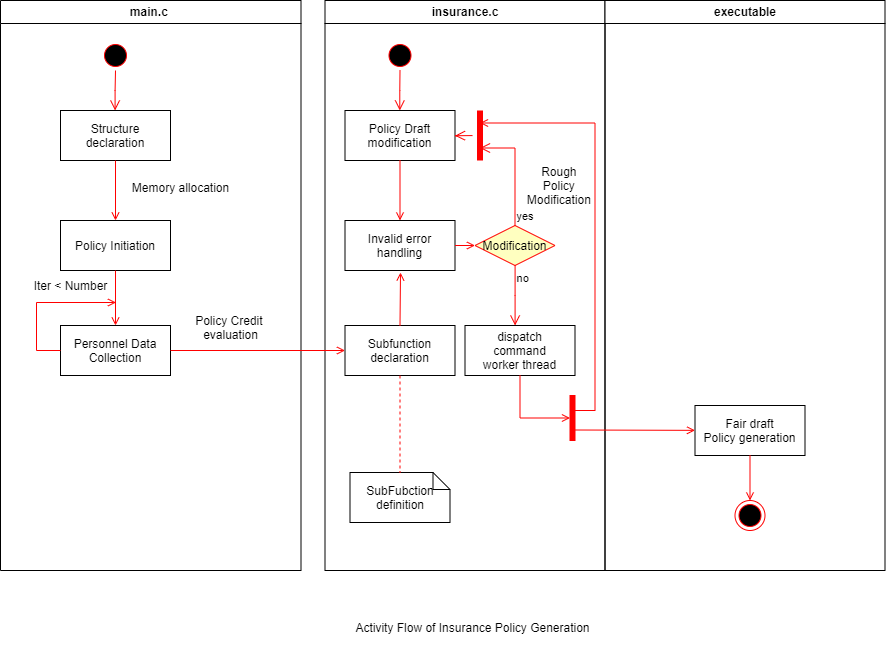 main.c
insurance.c
executable
Structure
declaration
Memory allocation
Policy Initiation
Iter < Number
Personnel Data
Collection
Policy Credit
evaluation
Policy Draft
modification
Rough
Policy
Modification
yes
Invalid error
handling
Modification
no
Subfunction
declaration
dispatch
command
worker thread
SubFubction
definition
Fair draft
Policy generation
Activity Flow of Insurance Policy Generation